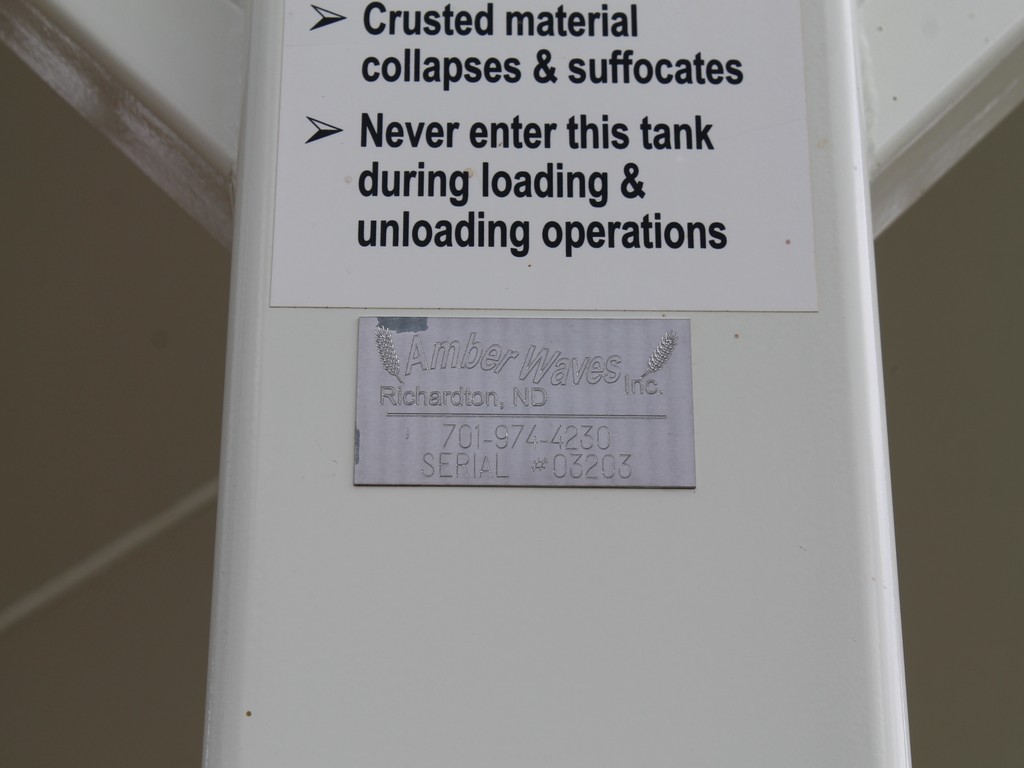 ➢ Crusted material
collapses & suffocates
➢ Never enter this tank
during loading &
unloading operations
Amber Waves Inc.
Richardton, ND
701-974-4230
SERIAL #03203